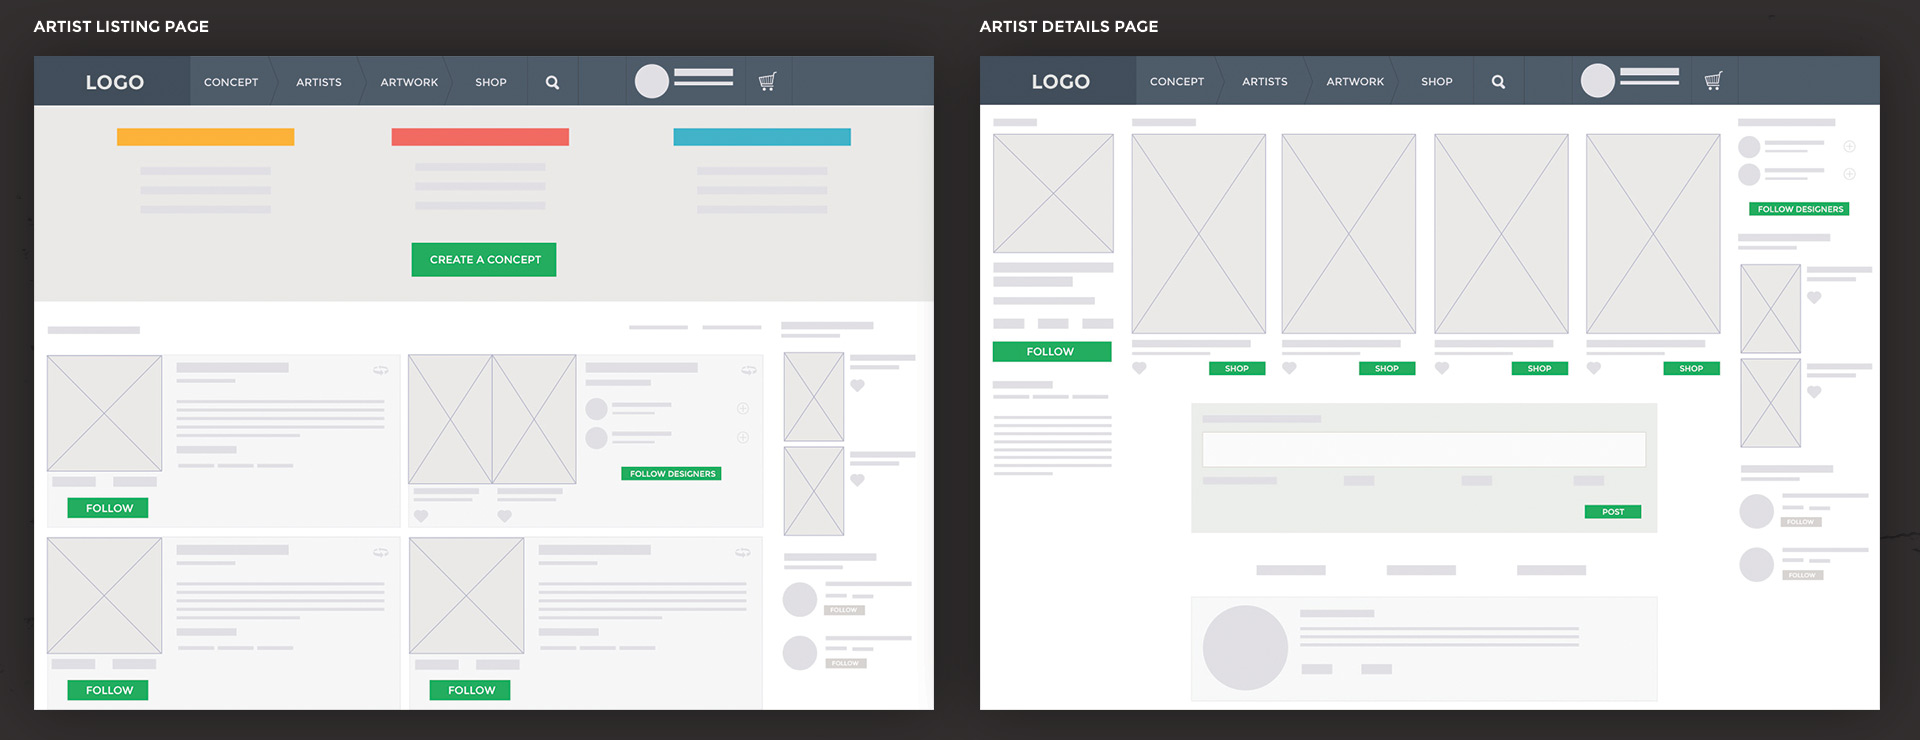 ARTIST LISTING PAGE
LOGO CONCEPT ARTISTS ARTWORK SHOP
CREATE A CONCEPT
FOLLOW DESIGNERS
FOLLOW
FOLLOW
FOLLOW
FOLLOW
FOLLOW
ARTIST DETAILS PAGE
LOGO CONCEPT ARTISTS ARTWORK SHOP
FOLLOW DESIGNERS
FOLLOW
SHOP SHOP SHOP SHOP
POST
FOLLOW
FOLLOW